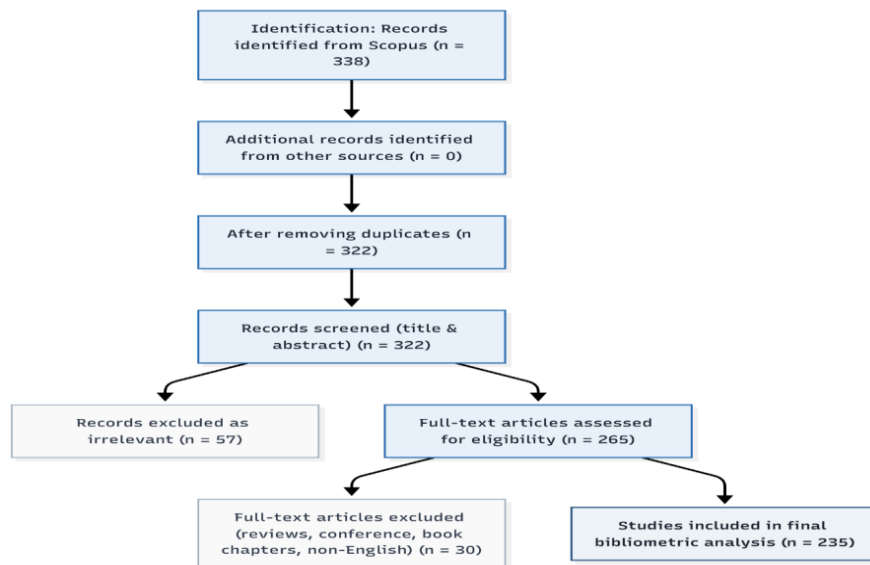 Identification: Records
identified from Scopus (n =
338)
Additional records identified
from other sources (n = 0)
After removing duplicates (n
= 322)
Records screened (title &
abstract) (n = 322)
Records excluded as
irrelevant (n = 57)
Full-text articles assessed
for eligibility (n = 265)
Full-text articles excluded
(reviews, conference, book
chapters, non-English) (n = 30)
Studies included in final
bibliometric analysis (n = 235)